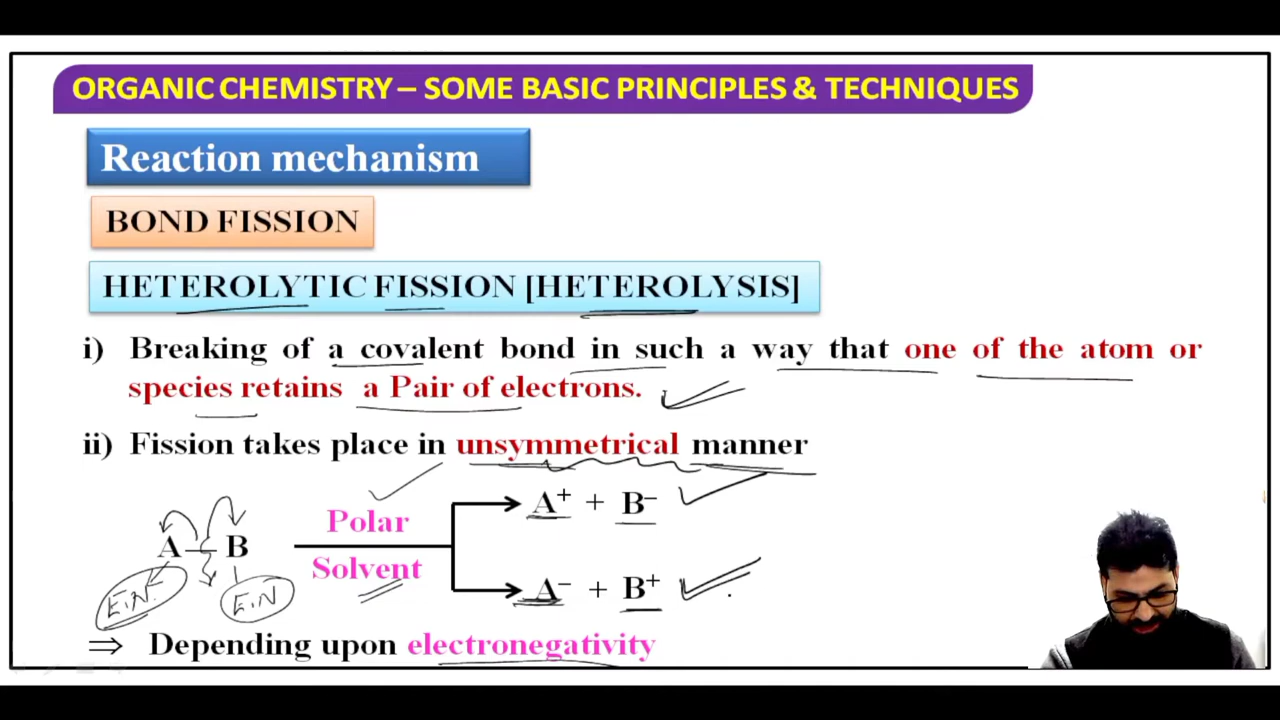 ORGANIC CHEMISTRY – SOME BASIC PRINCIPLES & TECHNIQUES
Reaction mechanism
BOND FISSION
HETEROLYTIC FISSION [HETEROLYSIS]
i) Breaking of a covalent bond in such a way that one of the atom or
species retains a Pair of electrons.
ii) Fission takes place in unsymmetrical manner
A⁺ + B⁻
Polar
A — B
Solvent
A⁻ + B⁺
E.N. E.N
⇒ Depending upon electronegativity